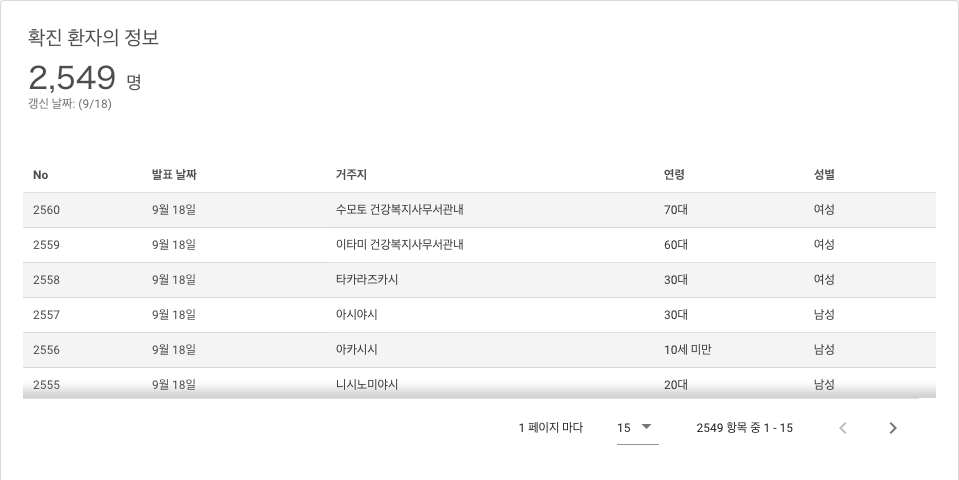 확진 환자의 정보
2,549 명
갱신 날짜: (9/18)
No 발표 날짜 거주지 연령 성별
2560 9월 18일 수모토 건강복지사무서관내 70대 여성
2559 9월 18일 이타미 건강복지사무서관내 60대 여성
2558 9월 18일 타카라즈카시 30대 여성
2557 9월 18일 아시야시 30대 남성
2556 9월 18일 아카시시 10세 미만 남성
2555 9월 18일 니시노미야시 20대 남성
1 페이지 마다 15 2549 항목 중 1 - 15